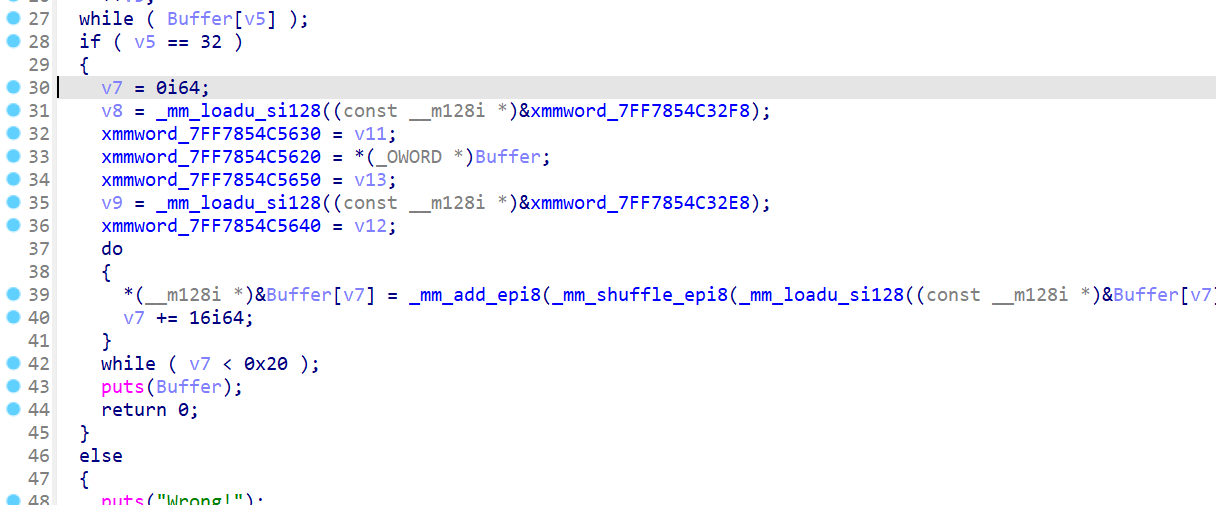 27 while ( Buffer[v5] );
28 if ( v5 == 32 )
29 {
30 v7 = 0i64;
31 v8 = _mm_loadu_si128((const __m128i *)&xmmword_7FF7854C32F8);
32 xmmword_7FF7854C5630 = v11;
33 xmmword_7FF7854C5620 = *(_OWORD *)Buffer;
34 xmmword_7FF7854C5650 = v13;
35 v9 = _mm_loadu_si128((const __m128i *)&xmmword_7FF7854C32E8);
36 xmmword_7FF7854C5640 = v12;
37 do
38 {
39 *(__m128i *)&Buffer[v7] = _mm_add_epi8(_mm_shuffle_epi8(_mm_loadu_si128((const __m128i *)&Buffer[v7]
40 v7 += 16i64;
41 }
42 while ( v7 < 0x20 );
43 puts(Buffer);
44 return 0;
45 }
46 else
47 {
48 puts("Wrong!");